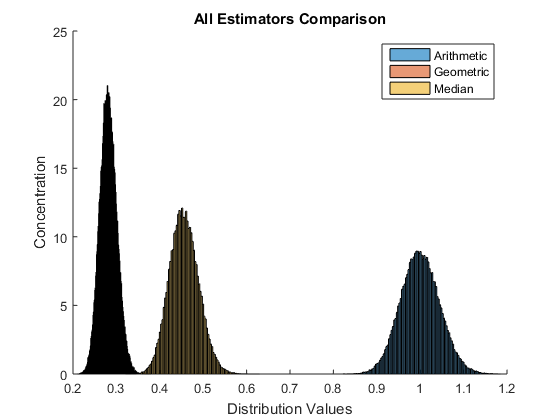 All Estimators Comparison
25
20
15
10
5
0
Concentration
Arithmetic
Geometric
Median
0.2 0.3 0.4 0.5 0.6 0.7 0.8 0.9 1 1.1 1.2
Distribution Values